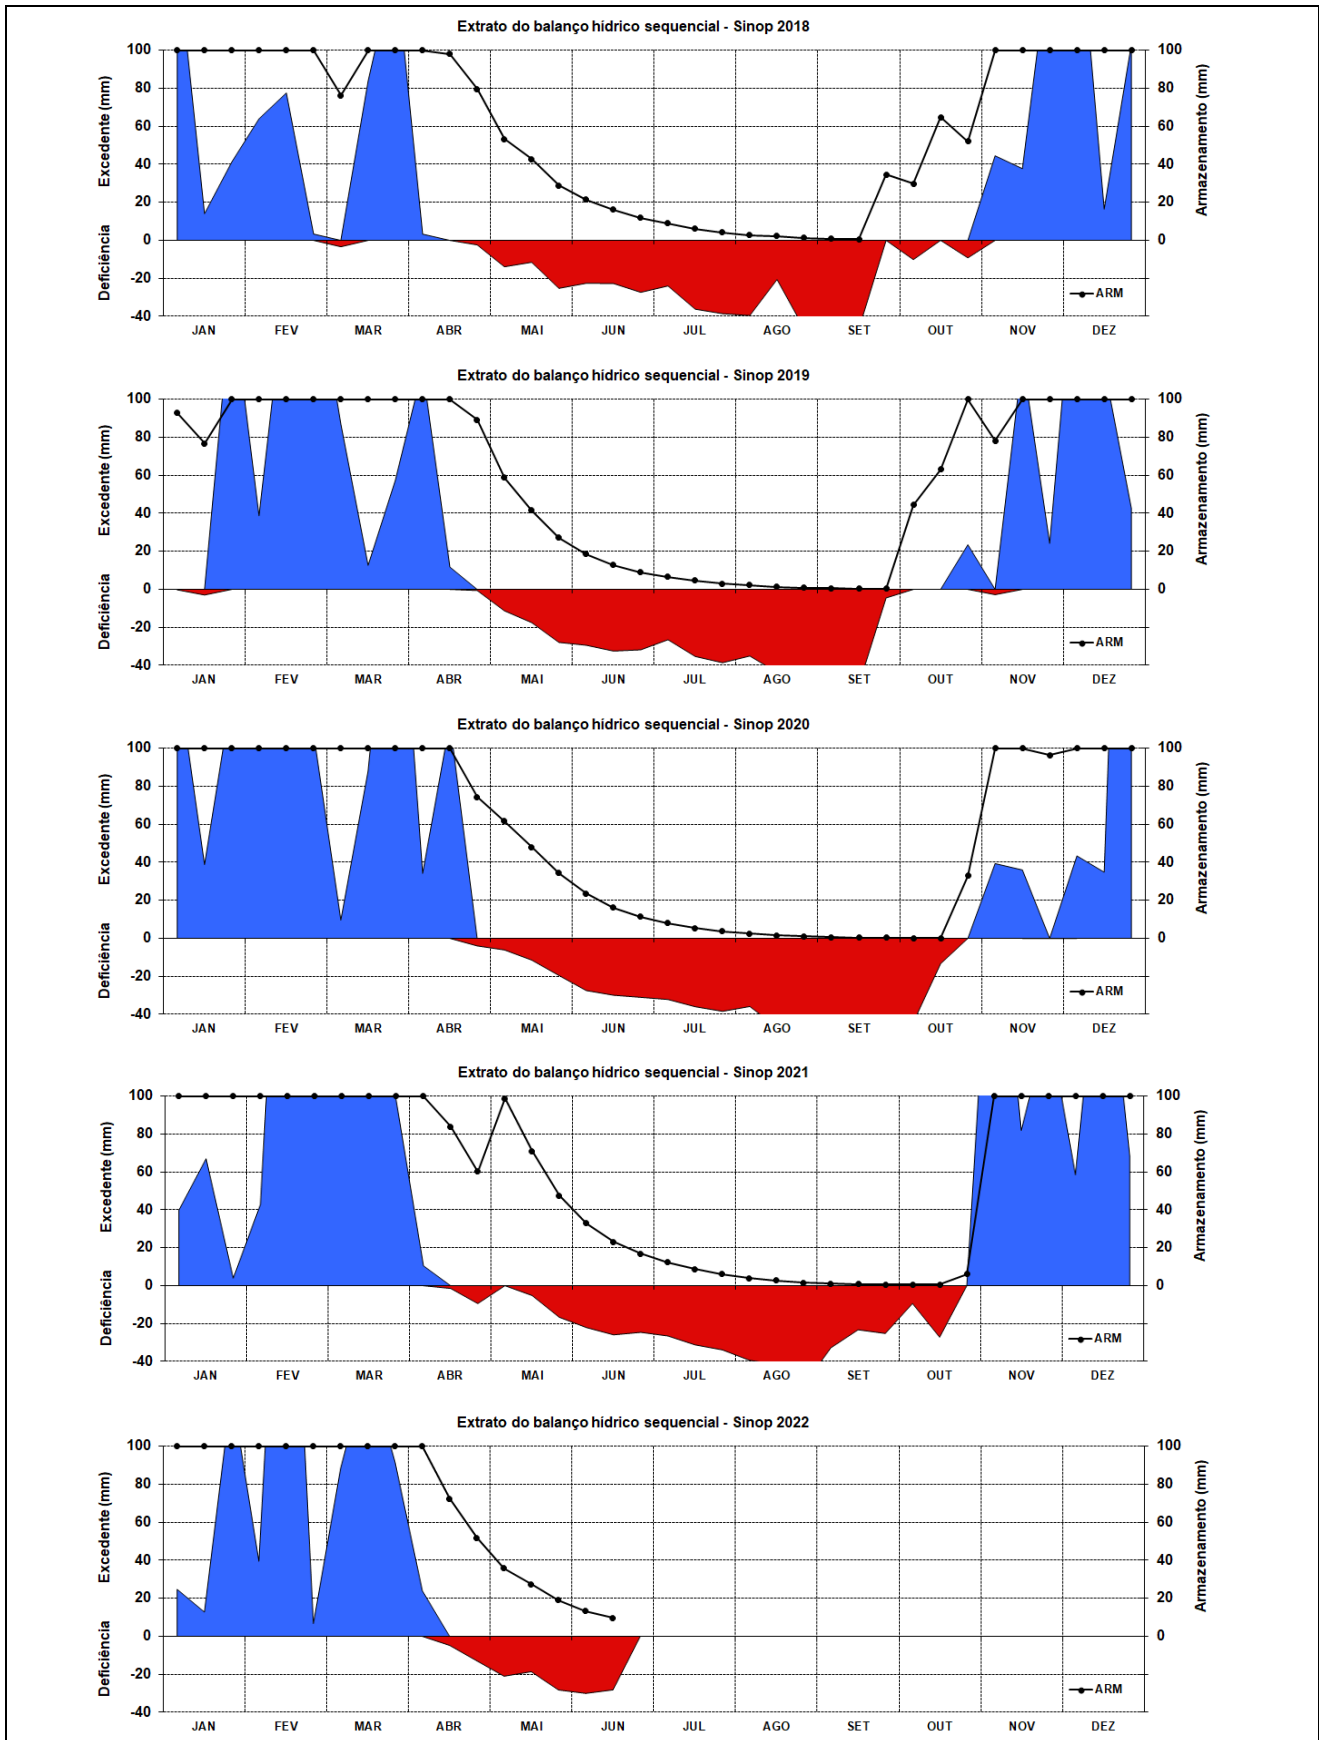 Extrato do balanço hídrico sequencial - Sinop 2018
Excedente (mm)
Deficiência
Armazenamento (mm)
100 100
80 80
60 60
40 40
20 20
0 0
-20
-40
ARM
JAN FEV MAR ABR MAI JUN JUL AGO SET OUT NOV DEZ
Extrato do balanço hídrico sequencial - Sinop 2019
Excedente (mm)
Deficiência
Armazenamento (mm)
100 100
80 80
60 60
40 40
20 20
0 0
-20
-40
ARM
JAN FEV MAR ABR MAI JUN JUL AGO SET OUT NOV DEZ
Extrato do balanço hídrico sequencial - Sinop 2020
Excedente (mm)
Deficiência
Armazenamento (mm)
100 100
80 80
60 60
40 40
20 20
0 0
-20
-40
ARM
JAN FEV MAR ABR MAI JUN JUL AGO SET OUT NOV DEZ
Extrato do balanço hídrico sequencial - Sinop 2021
Excedente (mm)
Deficiência
Armazenamento (mm)
100 100
80 80
60 60
40 40
20 20
0 0
-20
-40
ARM
JAN FEV MAR ABR MAI JUN JUL AGO SET OUT NOV DEZ
Extrato do balanço hídrico sequencial - Sinop 2022
Excedente (mm)
Deficiência
Armazenamento (mm)
100 100
80 80
60 60
40 40
20 20
0 0
-20
-40
ARM
JAN FEV MAR ABR MAI JUN JUL AGO SET OUT NOV DEZ